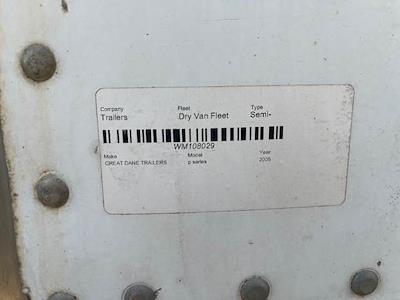 Company Fleet Type
Trailers Dry Van Fleet Semi-
WM108029
Make Model Year
GREAT DANE TRAILERS p series 2005